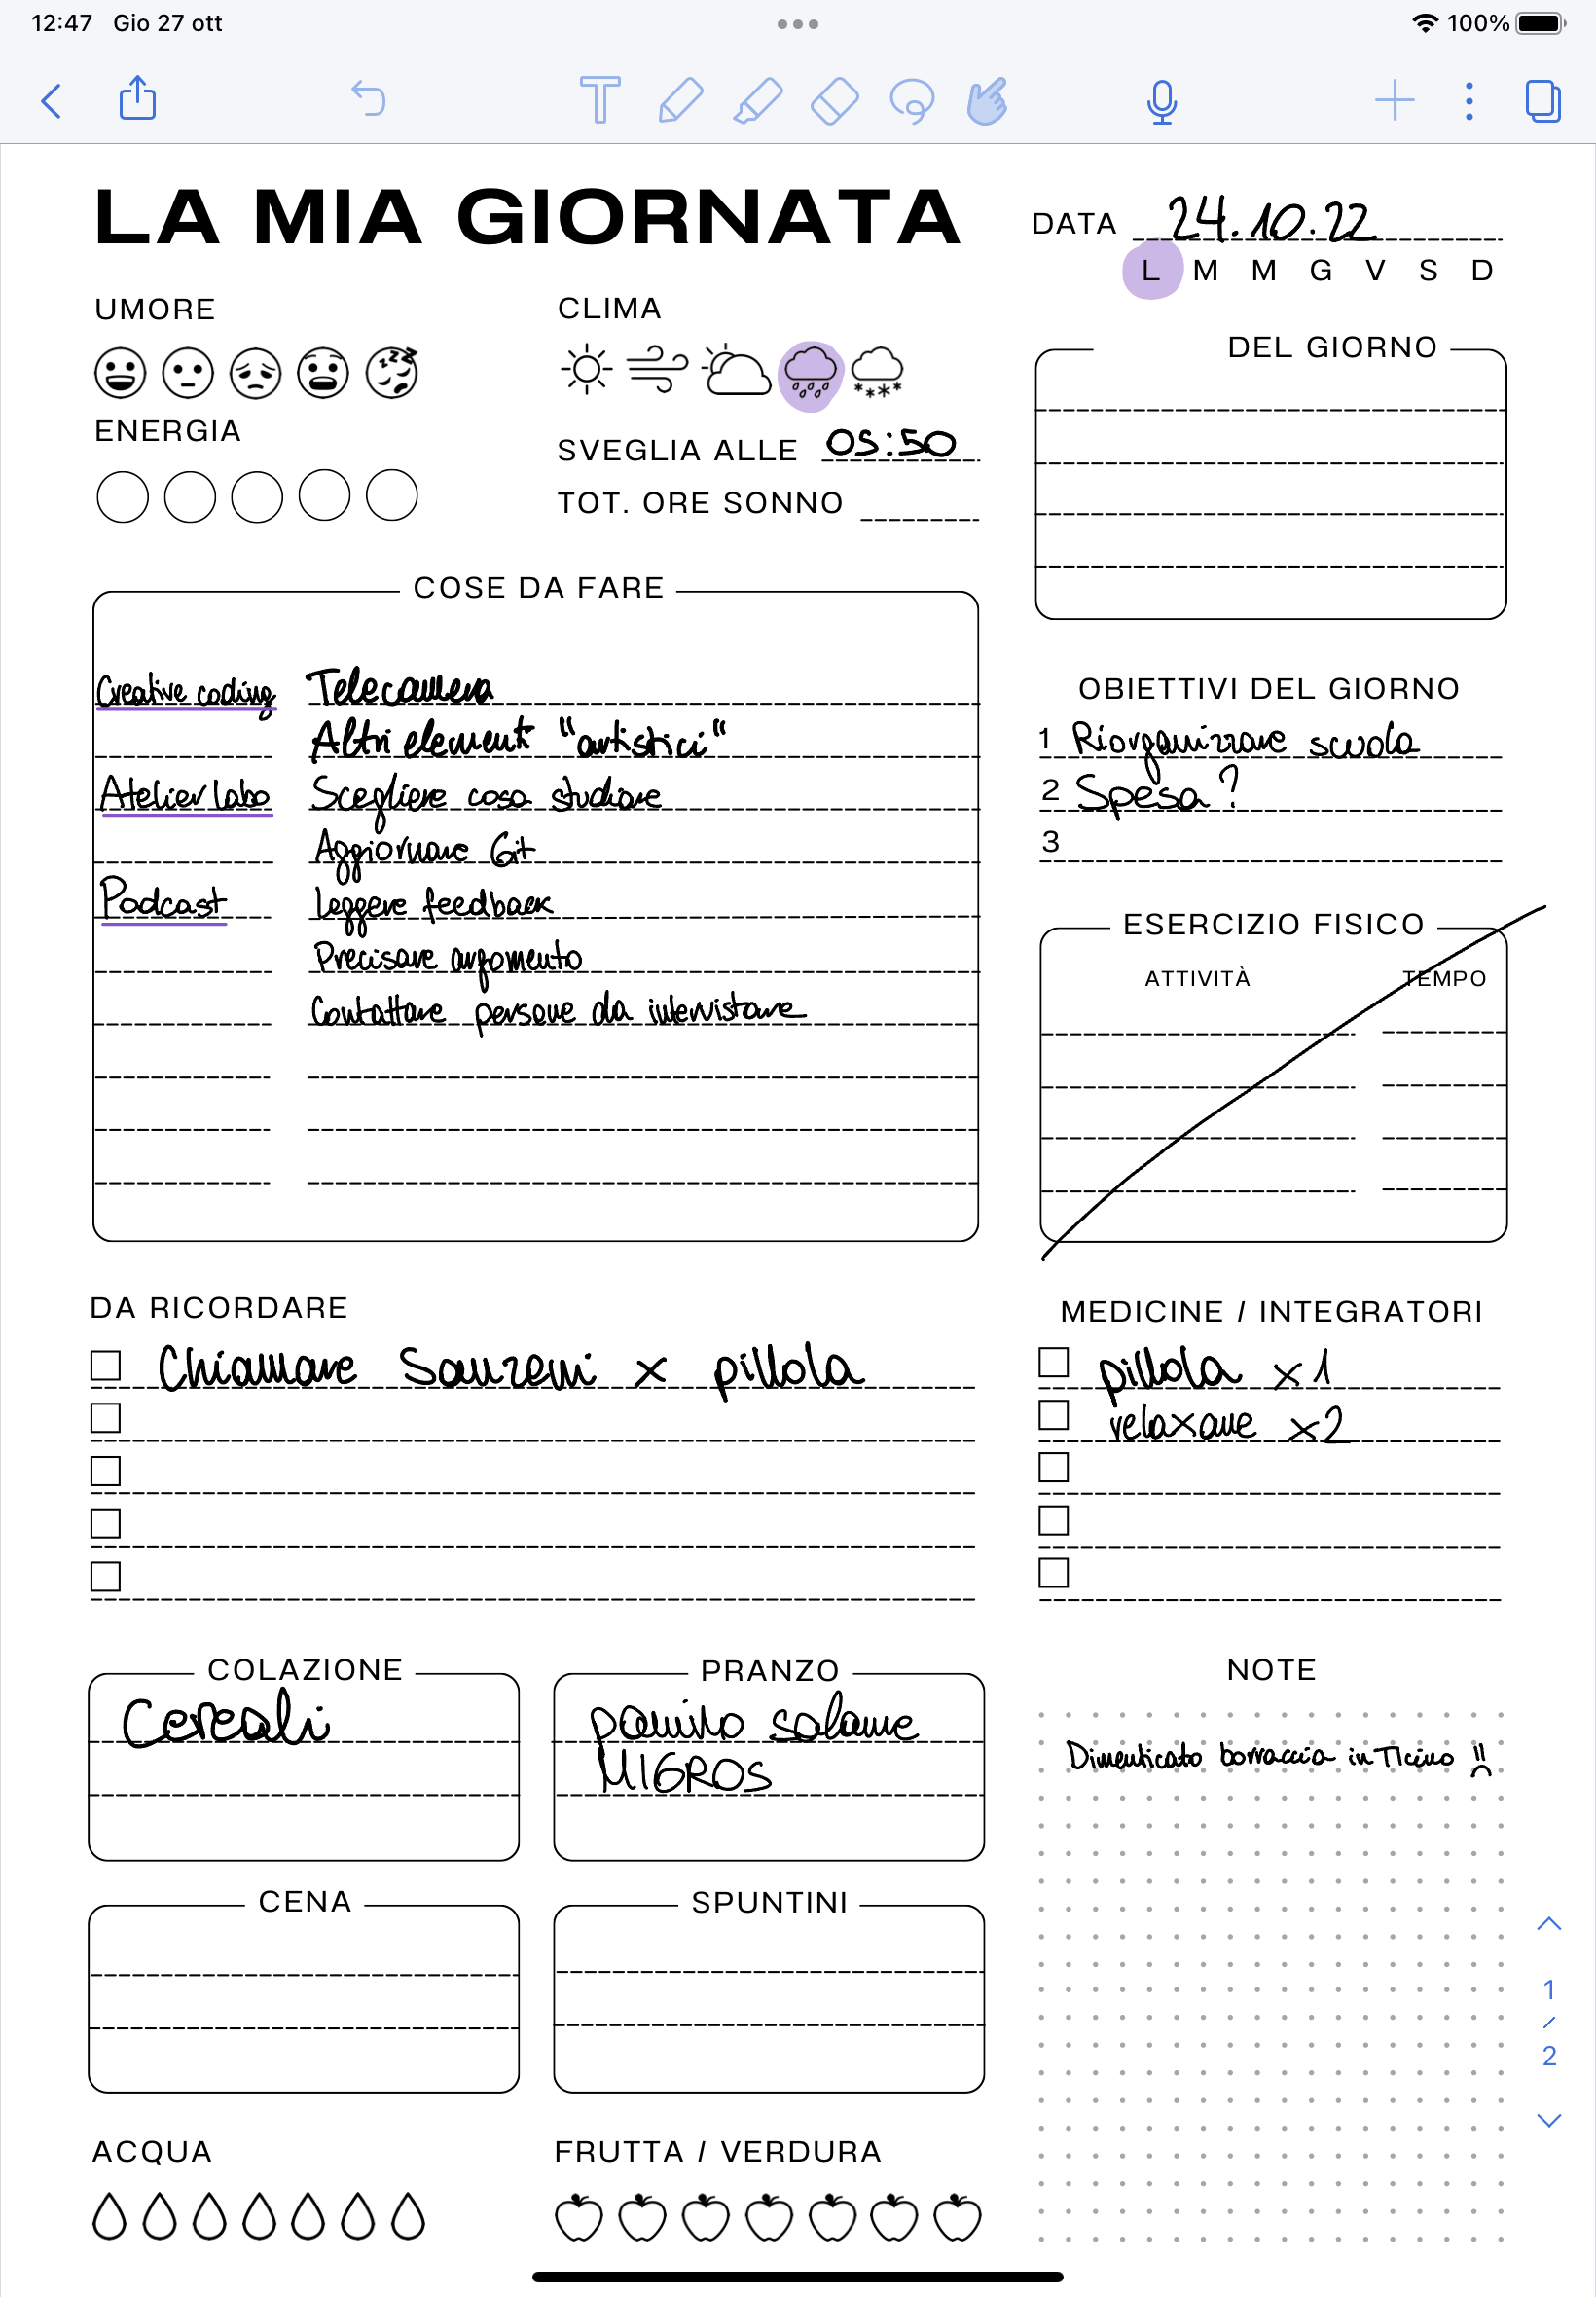 12:47 Gio 27 ott
100%
LA MIA GIORNATA
DATA 24.10.22
L M M G V S D
UMORE
CLIMA
DEL GIORNO
ENERGIA
SVEGLIA ALLE 05:50
TOT. ORE SONNO
COSE DA FARE
Creative coding Telecamera
Altri elementi "artistici"
Atelier labo Scegliere cosa studiare
Aggiornare Git
Podcast Leggere feedback
Precisare argomento
Contattare persone da intervistare
OBIETTIVI DEL GIORNO
1 Riorganizzare scuola
2 Spesa?
3
ESERCIZIO FISICO
ATTIVITÀ TEMPO
DA RICORDARE
Chiamare x pillola
MEDICINE / INTEGRATORI
pillola x1
relaxane x2
COLAZIONE
Cereali
PRANZO
panino salame
MIGROS
NOTE
Dimenticato borraccia in Ticino
CENA
SPUNTINI
1
/
2
ACQUA
FRUTTA / VERDURA